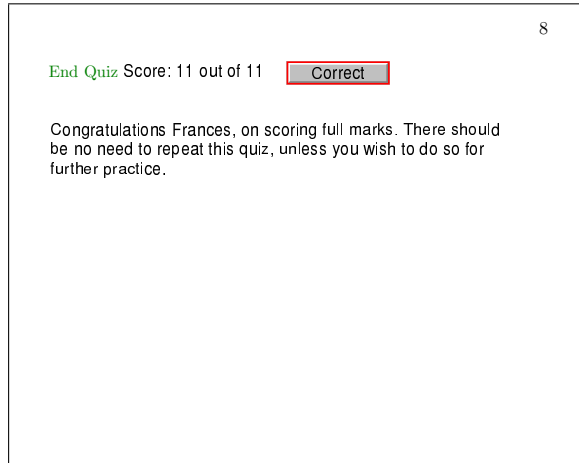 8
End Quiz Score: 11 out of 11 Correct
Congratulations Frances, on scoring full marks. There should
be no need to repeat this quiz, unless you wish to do so for
further practice.